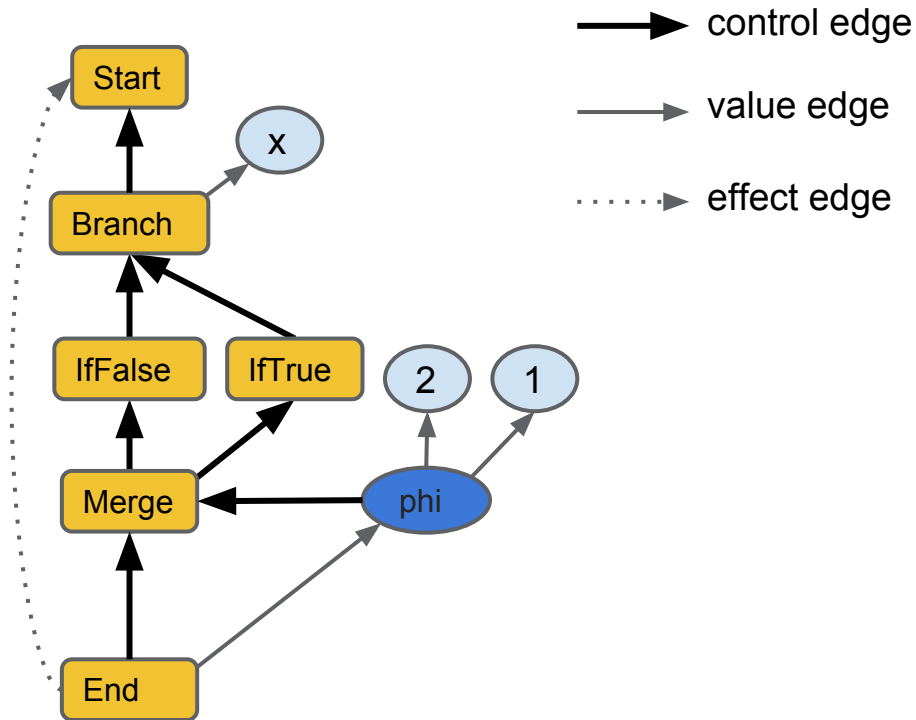 control edge
Start
value edge
x
effect edge
Branch
IfFalse
IfTrue
2
1
Merge
phi
End